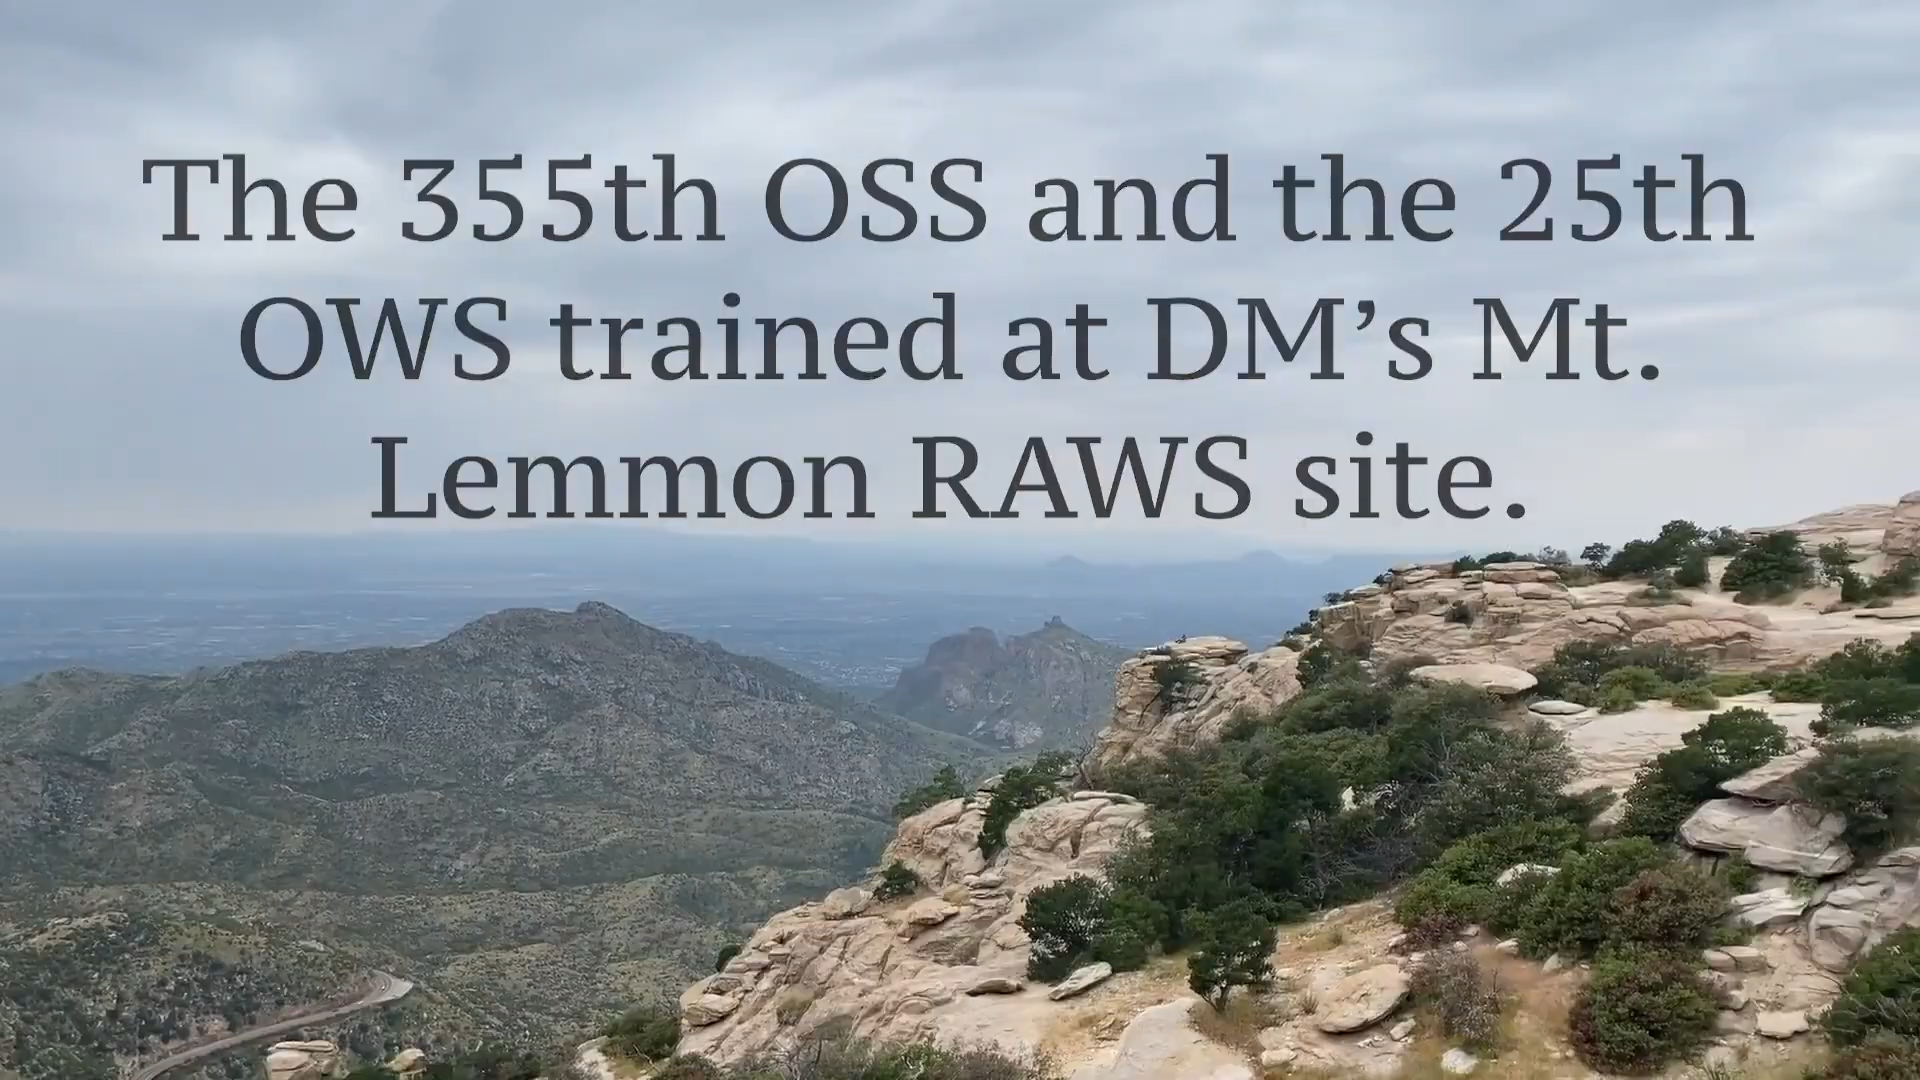 The 355th OSS and the 25th
OWS trained at DM’s Mt.
Lemmon RAWS site.